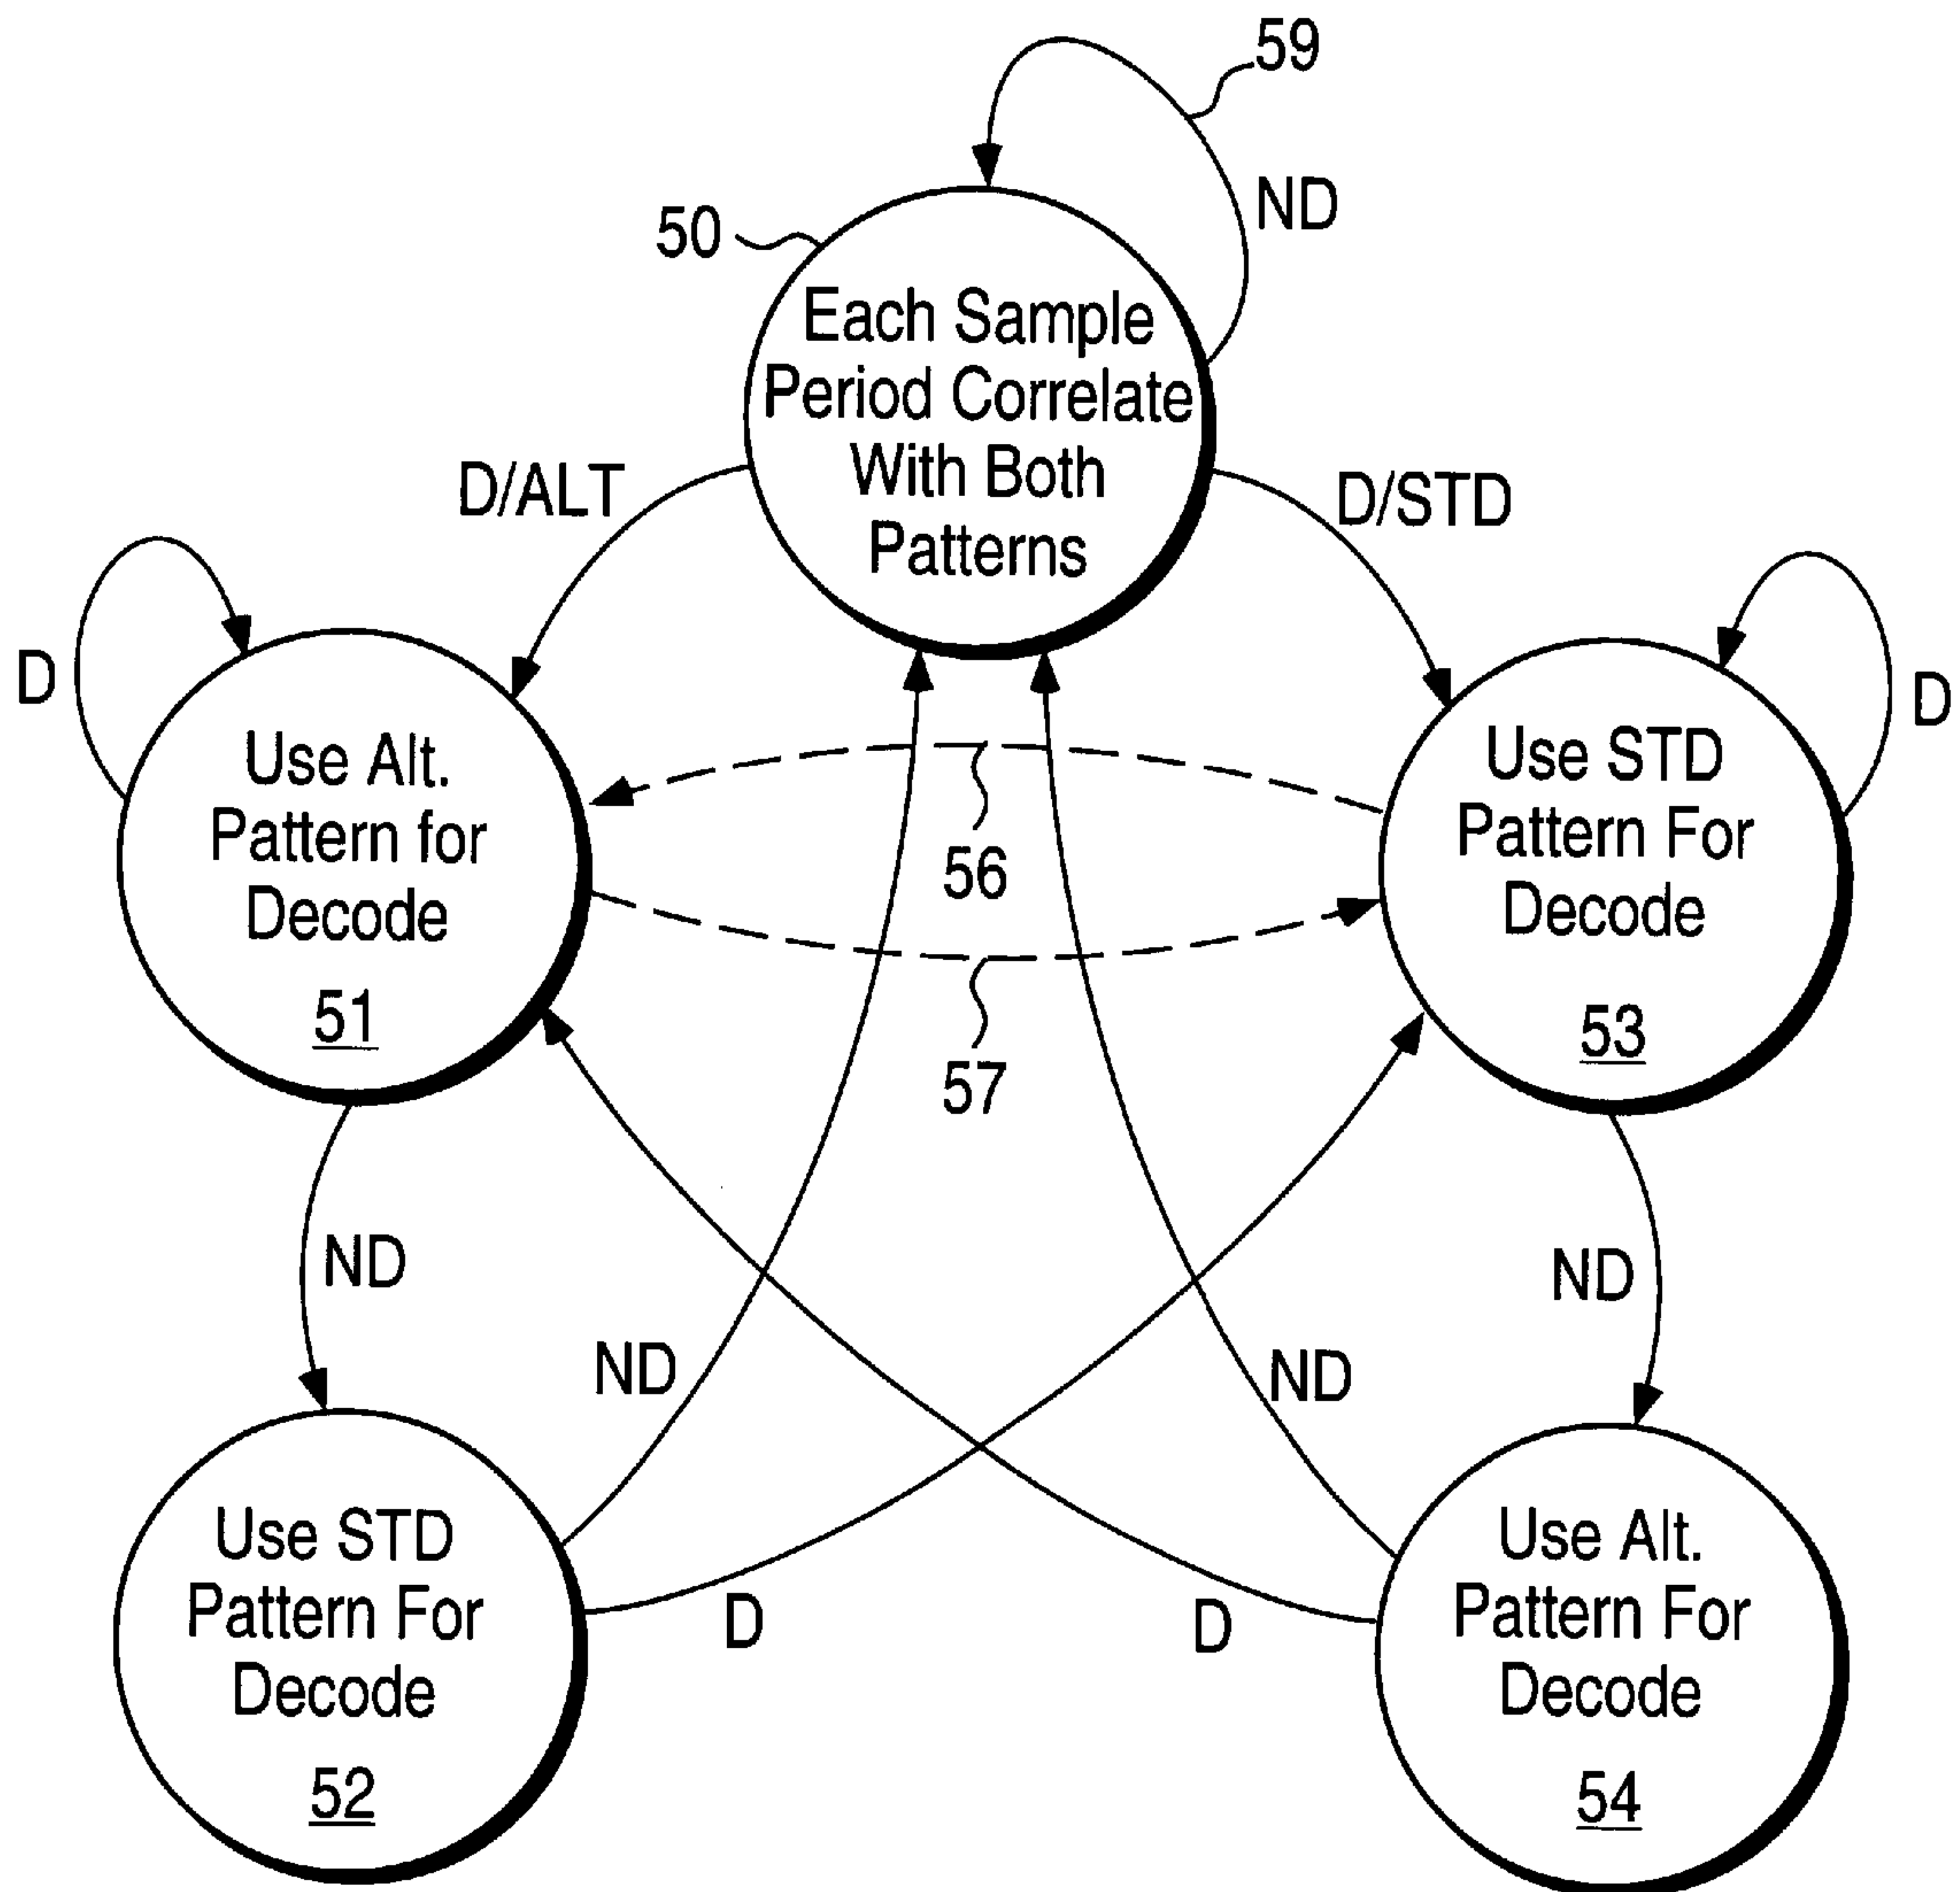 59
ND
50
Each Sample
Period Correlate
With Both
Patterns
D/ALT
D/STD
D
D
Use Alt.
Pattern for
Decode
51
Use STD
Pattern For
Decode
53
56
57
ND
ND
ND
ND
Use STD
Pattern For
Decode
52
D
D
Use Alt.
Pattern For
Decode
54